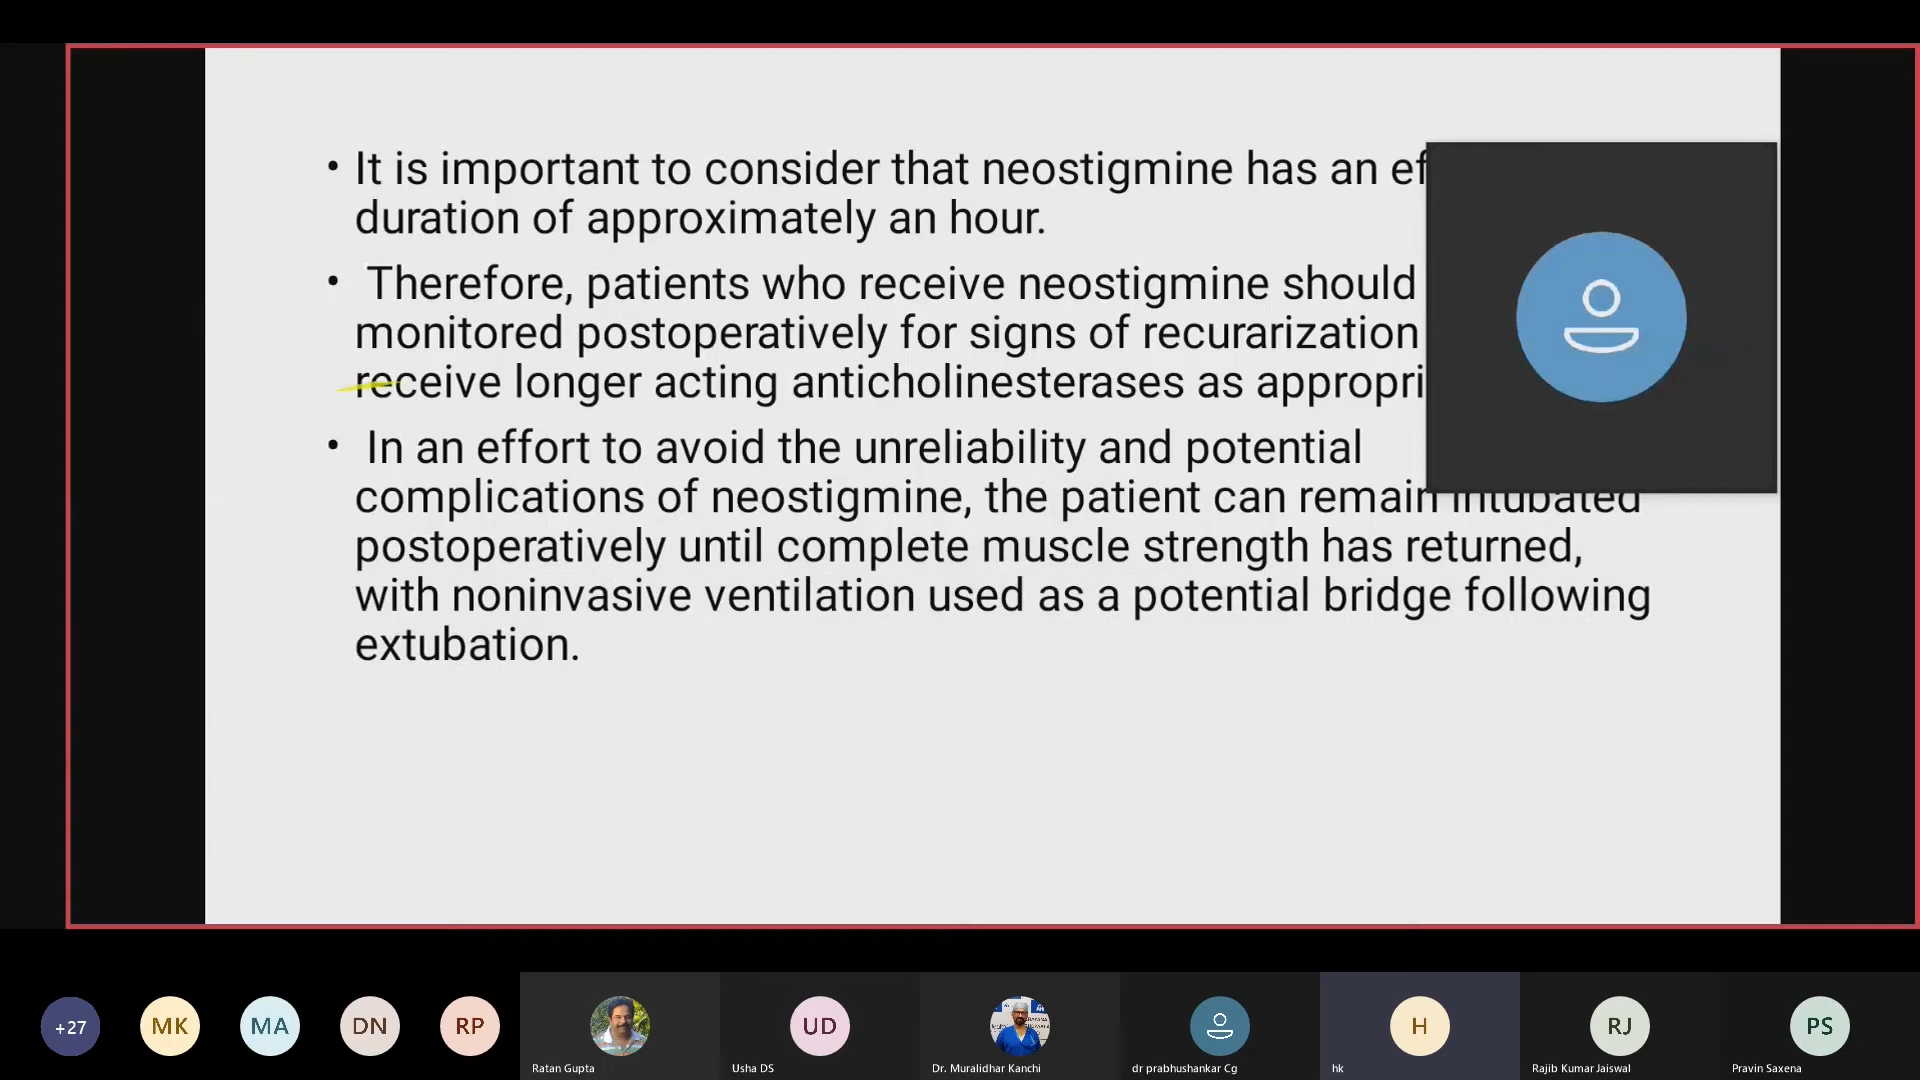 • It is important to consider that neostigmine has an ef
duration of approximately an hour.
• Therefore, patients who receive neostigmine should
monitored postoperatively for signs of recurarization
receive longer acting anticholinesterases as appropri
• In an effort to avoid the unreliability and potential
complications of neostigmine, the patient can remain intubated
postoperatively until complete muscle strength has returned,
with noninvasive ventilation used as a potential bridge following
extubation.
+27
MK
MA
DN
RP
UD
H
RJ
PS
Ratan Gupta
Usha DS
Dr. Muralidhar Kanchi
dr prabhushankar Cg
hk
Rajib Kumar Jaiswal
Pravin Saxena